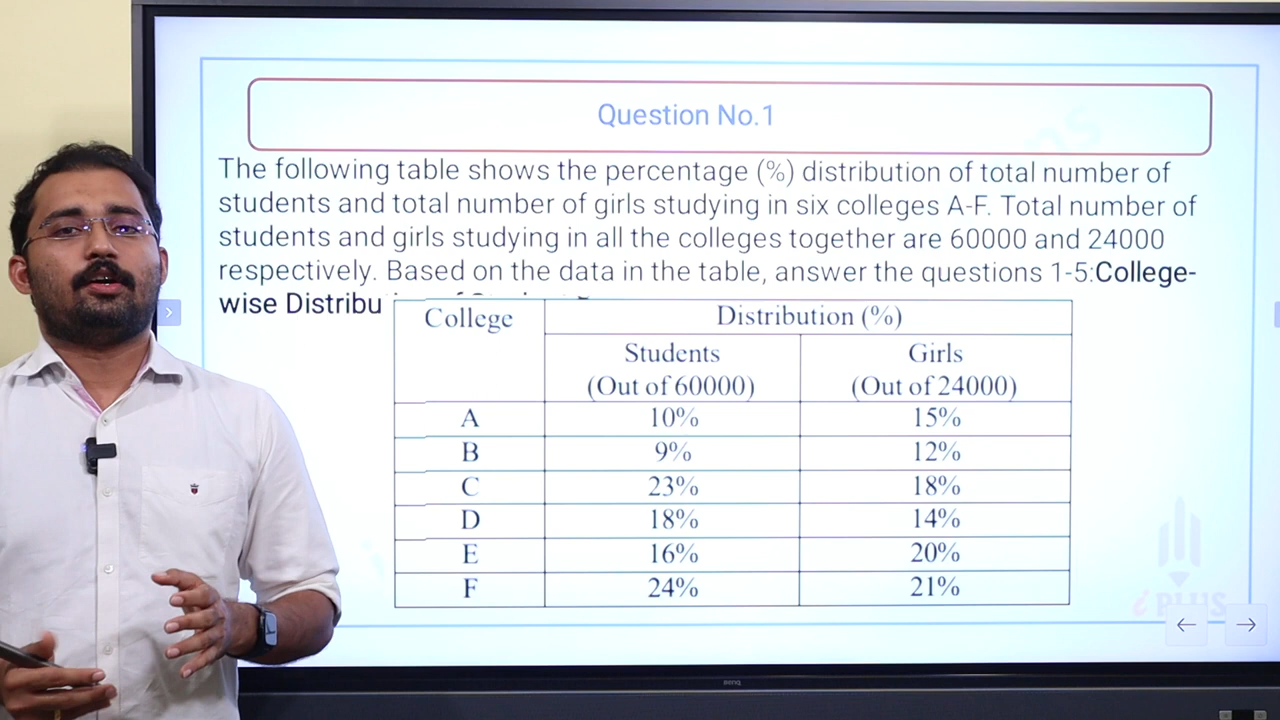 Question No.1
The following table shows the percentage (%) distribution of total number of
students and total number of girls studying in six colleges A-F. Total number of
students and girls studying in all the colleges together are 60000 and 24000
respectively. Based on the data in the table, answer the questions 1-5:College-
wise
College Distribution (%)
Students Girls
(Out of 60000) (Out of 24000)
A 10% 15%
B 9% 12%
C 23% 18%
D 18% 14%
E 16% 20%
F 24% 21%
i PLUS
BenQ